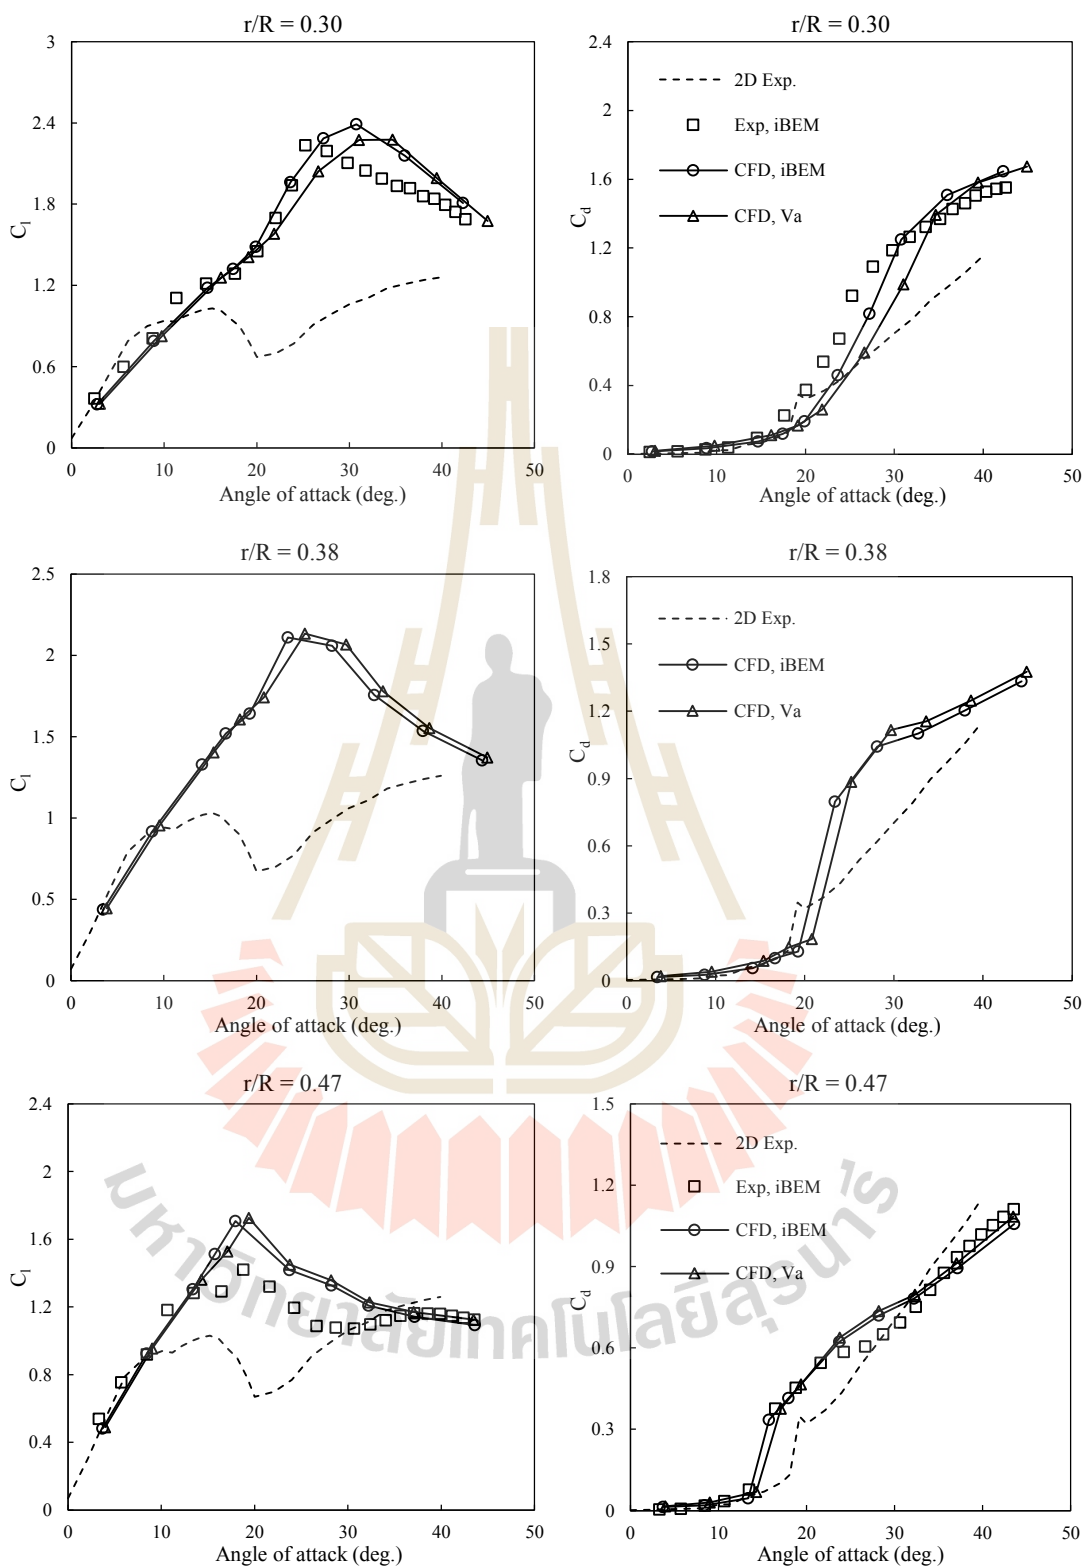 r/R = 0.30
3
2.4
1.8
1.2
0.6
0
C_l
0 10 20 30 40 50
Angle of attack (deg.)
r/R = 0.30
2.4
2
1.6
1.2
0.8
0.4
0
C_d
2D Exp.
Exp, iBEM
CFD, iBEM
CFD, Va
0 10 20 30 40 50
Angle of attack (deg.)
r/R = 0.38
2.5
2
1.5
1
0.5
0
C_l
0 10 20 30 40 50
Angle of attack (deg.)
r/R = 0.38
1.8
1.5
1.2
0.9
0.6
0.3
0
C_d
2D Exp.
CFD, iBEM
CFD, Va
0 10 20 30 40 50
Angle of attack (deg.)
r/R = 0.47
2.4
2
1.6
1.2
0.8
0.4
0
C_l
0 10 20 30 40 50
Angle of attack (deg.)
r/R = 0.47
1.5
1.2
0.9
0.6
0.3
0
C_d
2D Exp.
Exp, iBEM
CFD, iBEM
CFD, Va
0 10 20 30 40 50
Angle of attack (deg.)
มหาวิทยาลัยเทคโนโลยีสุรนารี